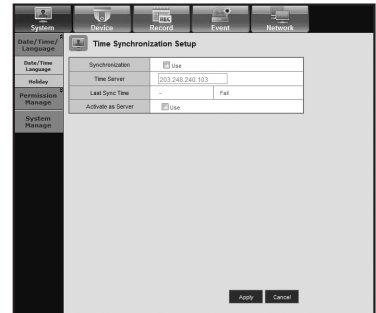 System Device Record Event Network
REC
Date/Time/
Language
Date/Time
Language
Holiday
Permission
Manage
System
Manage
Time Synchronization Setup
Synchronization Use
Time Server 203.248.240.103
Last Sync Time - Fail
Activate as Server Use
Apply Cancel